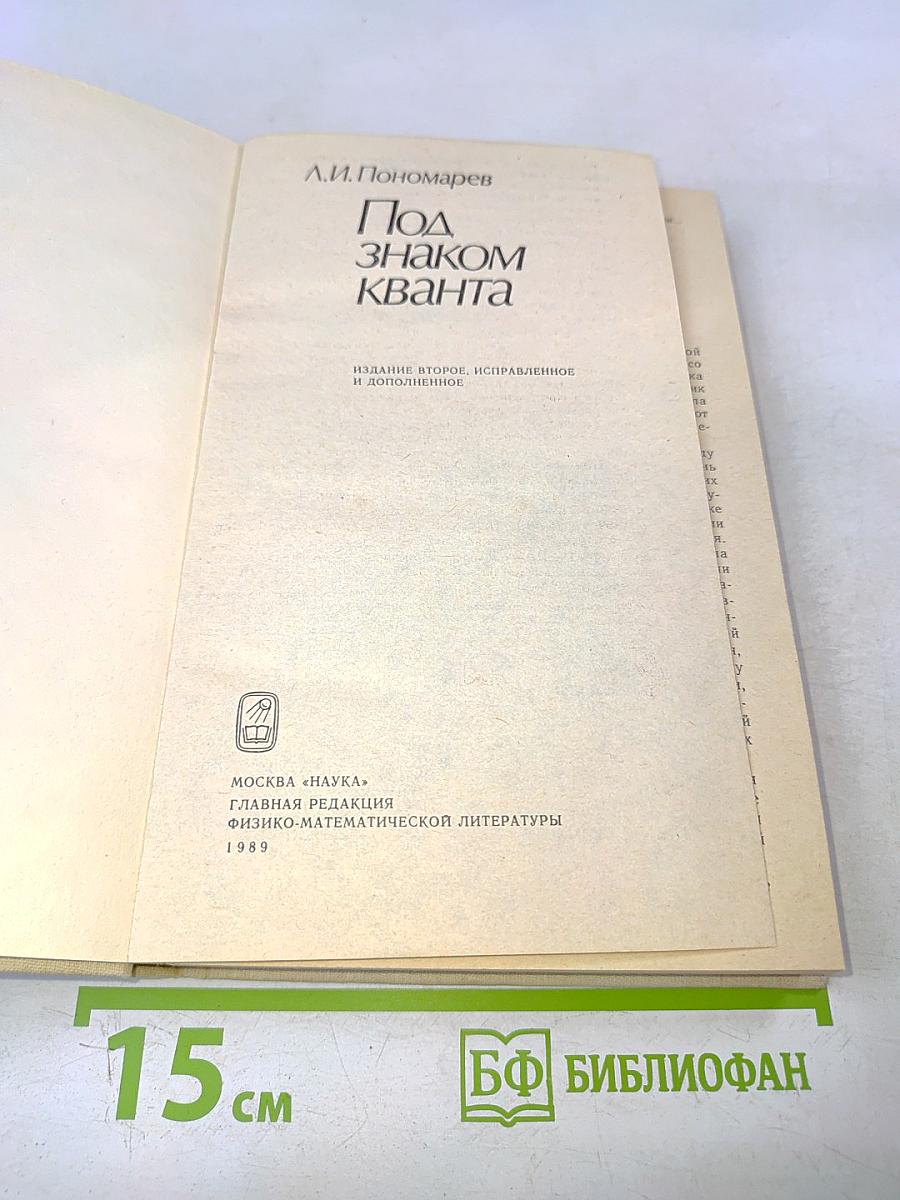 Л.И. Пономарев
Под
знаком
кванта
ИЗДАНИЕ ВТОРОЕ, ИСПРАВЛЕННОЕ
И ДОПОЛНЕННОЕ
МОСКВА «НАУКА»
ГЛАВНАЯ РЕДАКЦИЯ
ФИЗИКО-МАТЕМАТИЧЕСКОЙ ЛИТЕРАТУРЫ
1989
15 см
БФ БИБЛИОФАН